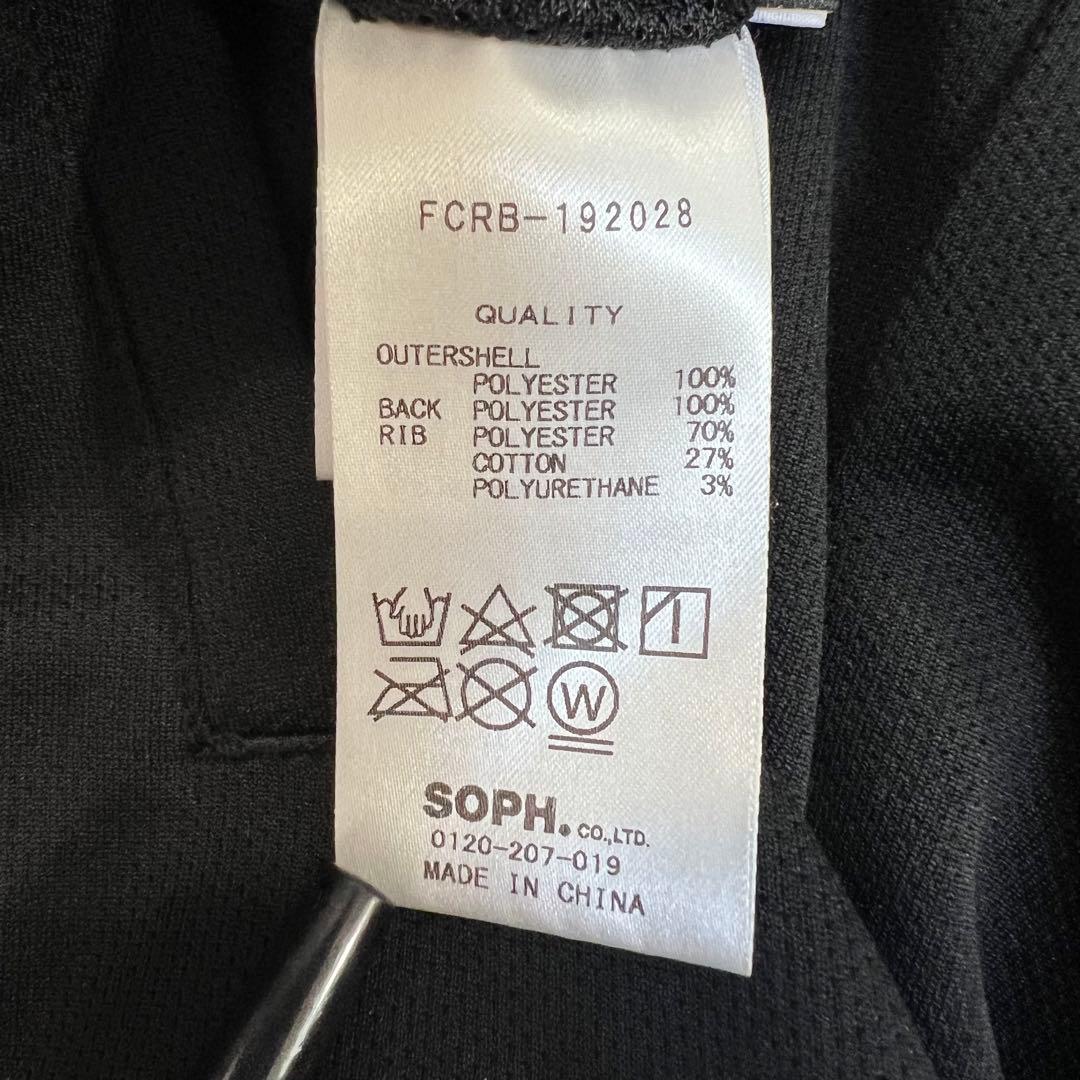 FCRB-192028
QUALITY
OUTERSHELL
POLYESTER 100%
BACK POLYESTER 100%
RIB POLYESTER 70%
COTTON 27%
POLYURETHANE 3%
W
SOPH. CO.,LTD.
0120-207-019
MADE IN CHINA